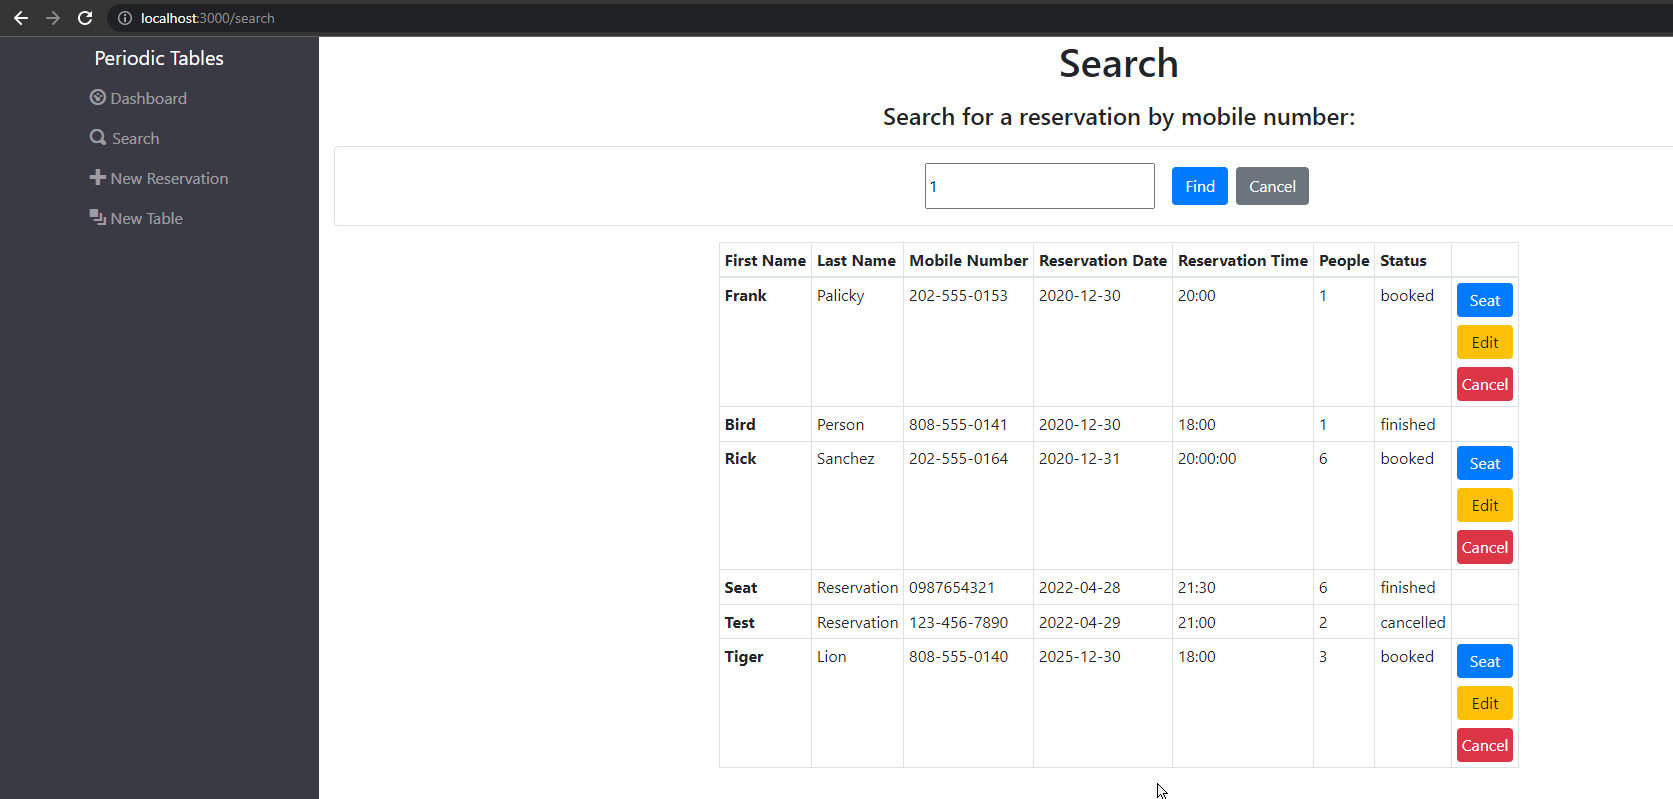 localhost:3000/search
Periodic Tables
Dashboard
Search
New Reservation
New Table
Search
Search for a reservation by mobile number:
1 Find Cancel
First Name Last Name Mobile Number Reservation Date Reservation Time People Status
Frank Palicky 202-555-0153 2020-12-30 20:00 1 booked Seat
Edit
Cancel
Bird Person 808-555-0141 2020-12-30 18:00 1 finished
Rick Sanchez 202-555-0164 2020-12-31 20:00:00 6 booked Seat
Edit
Cancel
Seat Reservation 0987654321 2022-04-28 21:30 6 finished
Test Reservation 123-456-7890 2022-04-29 21:00 2 cancelled
Tiger Lion 808-555-0140 2025-12-30 18:00 3 booked Seat
Edit
Cancel